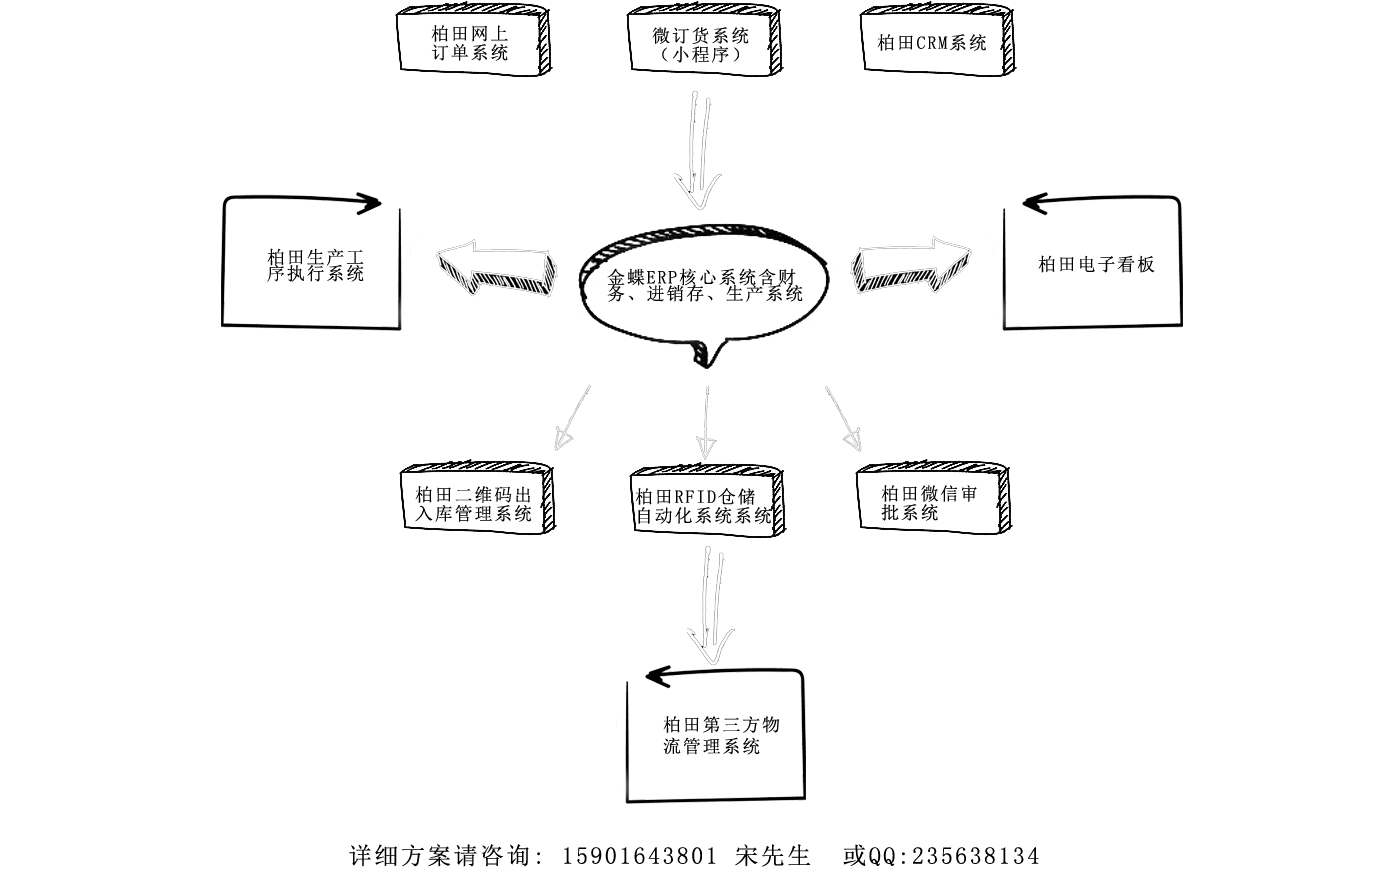 柏田网上
订单系统
微订货系统
（小程序）
柏田CRM系统
柏田生产工
序执行系统
金蝶ERP核心系统含财
务、进销存、生产系统
柏田电子看板
柏田二维码出
入库管理系统
柏田RFID仓储
自动化系统系统
柏田微信审
批系统
柏田第三方物
流管理系统
详细方案请咨询: 15901643801 宋先生 或QQ:235638134